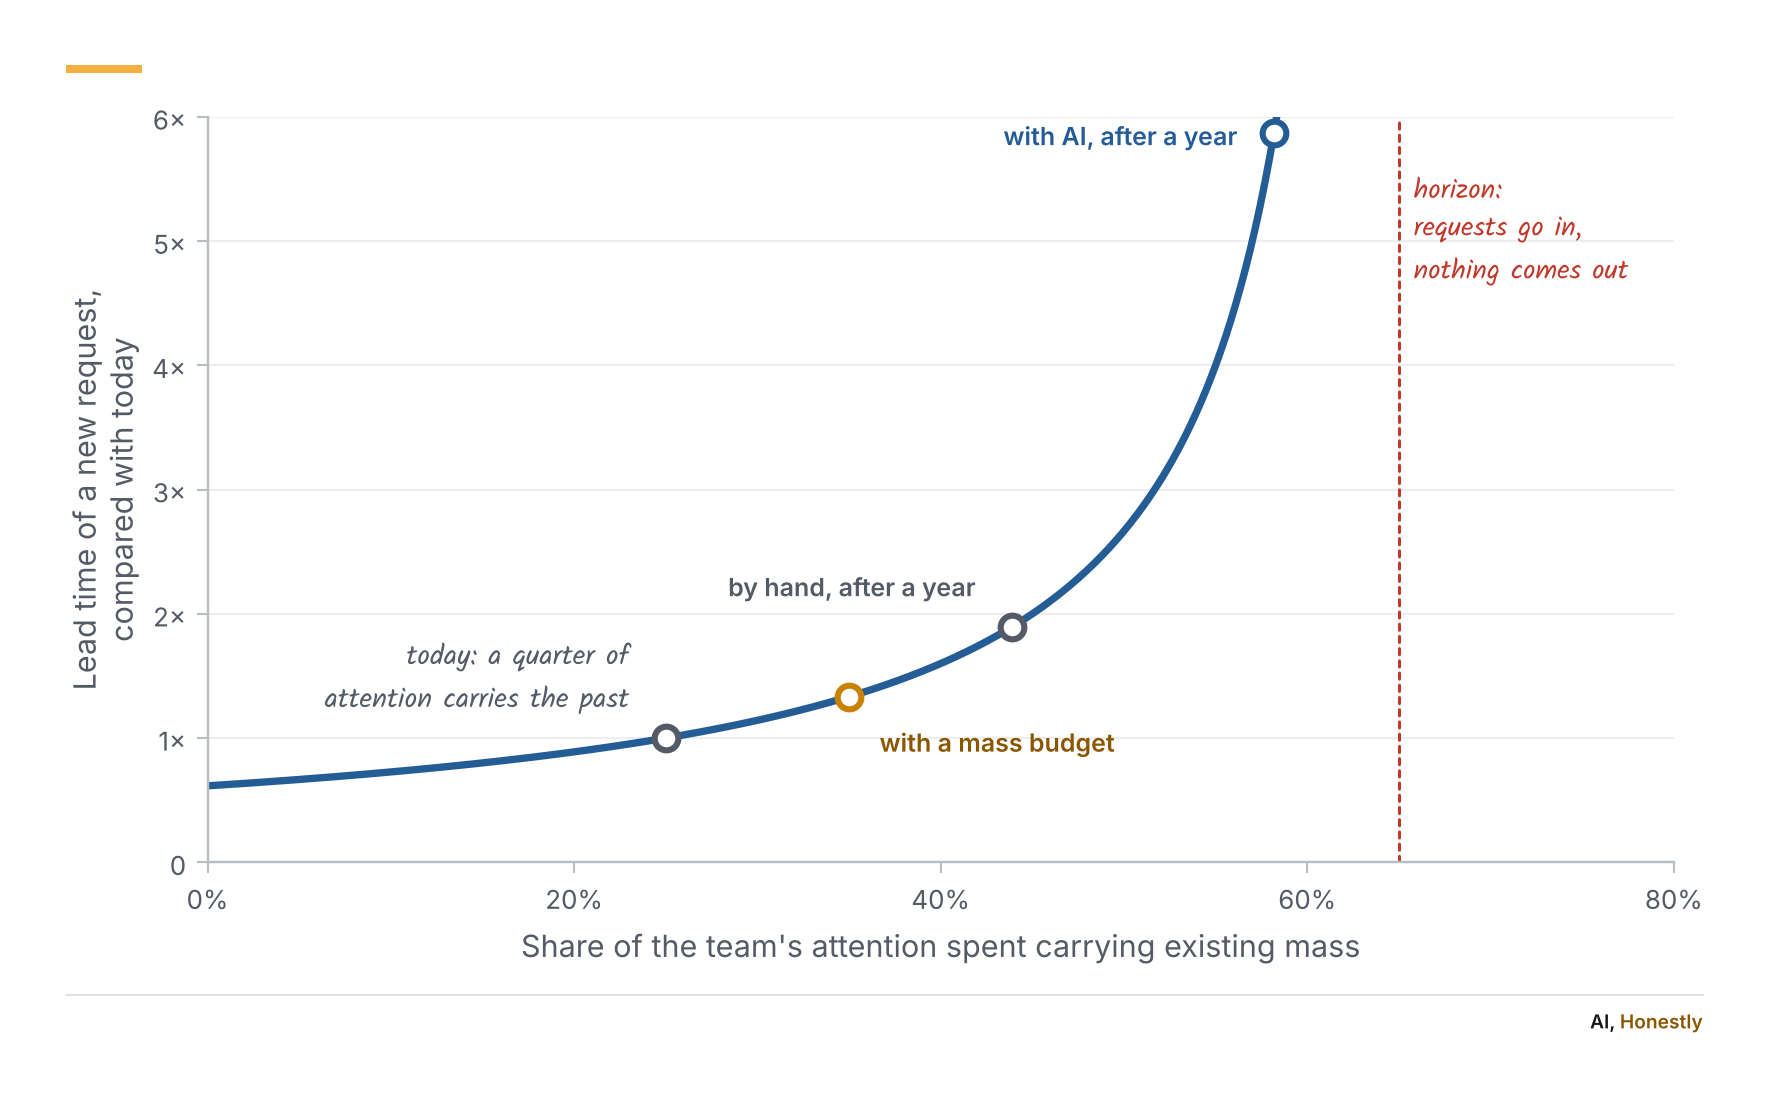 6×
5×
4×
3×
2×
1×
0
Lead time of a new request,
compared with today
with AI, after a year
horizon:
requests go in,
nothing comes out
by hand, after a year
today: a quarter of
attention carries the past
with a mass budget
0%
20%
40%
60%
80%
Share of the team's attention spent carrying existing mass
AI, Honestly